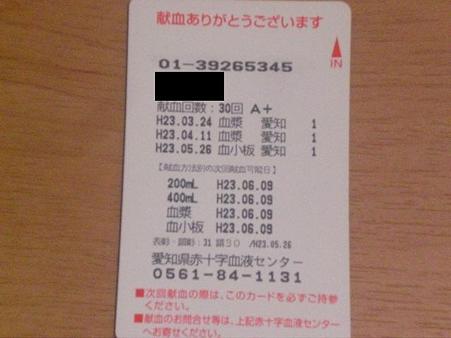 献血ありがとうございます
IN
01-39265345
献血回数:30回 A+
H23.03.24 血漿 愛知 1
H23.04.11 血漿 愛知 1
H23.05.26 血小板 愛知 1
【献血方法別の次回献血可能日】
200mL H23.06.09
400mL H23.06.09
血漿 H23.06.09
血小板 H23.06.09
/H23.05.26
愛知県赤十字血液センター
0561-84-1131
■次回献血の際は、このカードを必ずご持参
ください。
■献血のお問合せ等は、上記赤十字血液センター
へお寄せください。